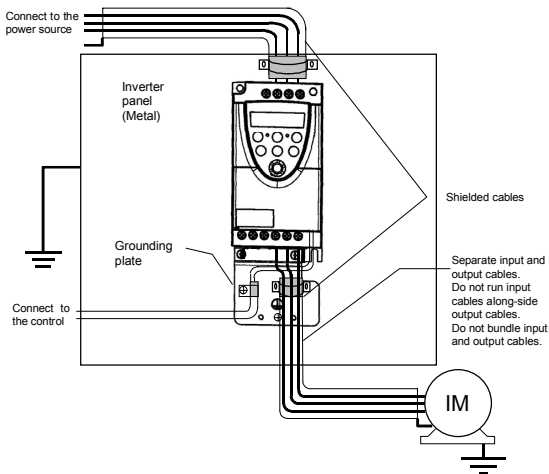 Connect to the
power source
Inverter
panel
(Metal)
Shielded cables
Grounding
plate
Separate input and
output cables.
Do not run input
cables along-side
output cables.
Do not bundle input
and output cables.
Connect to
the control
IM